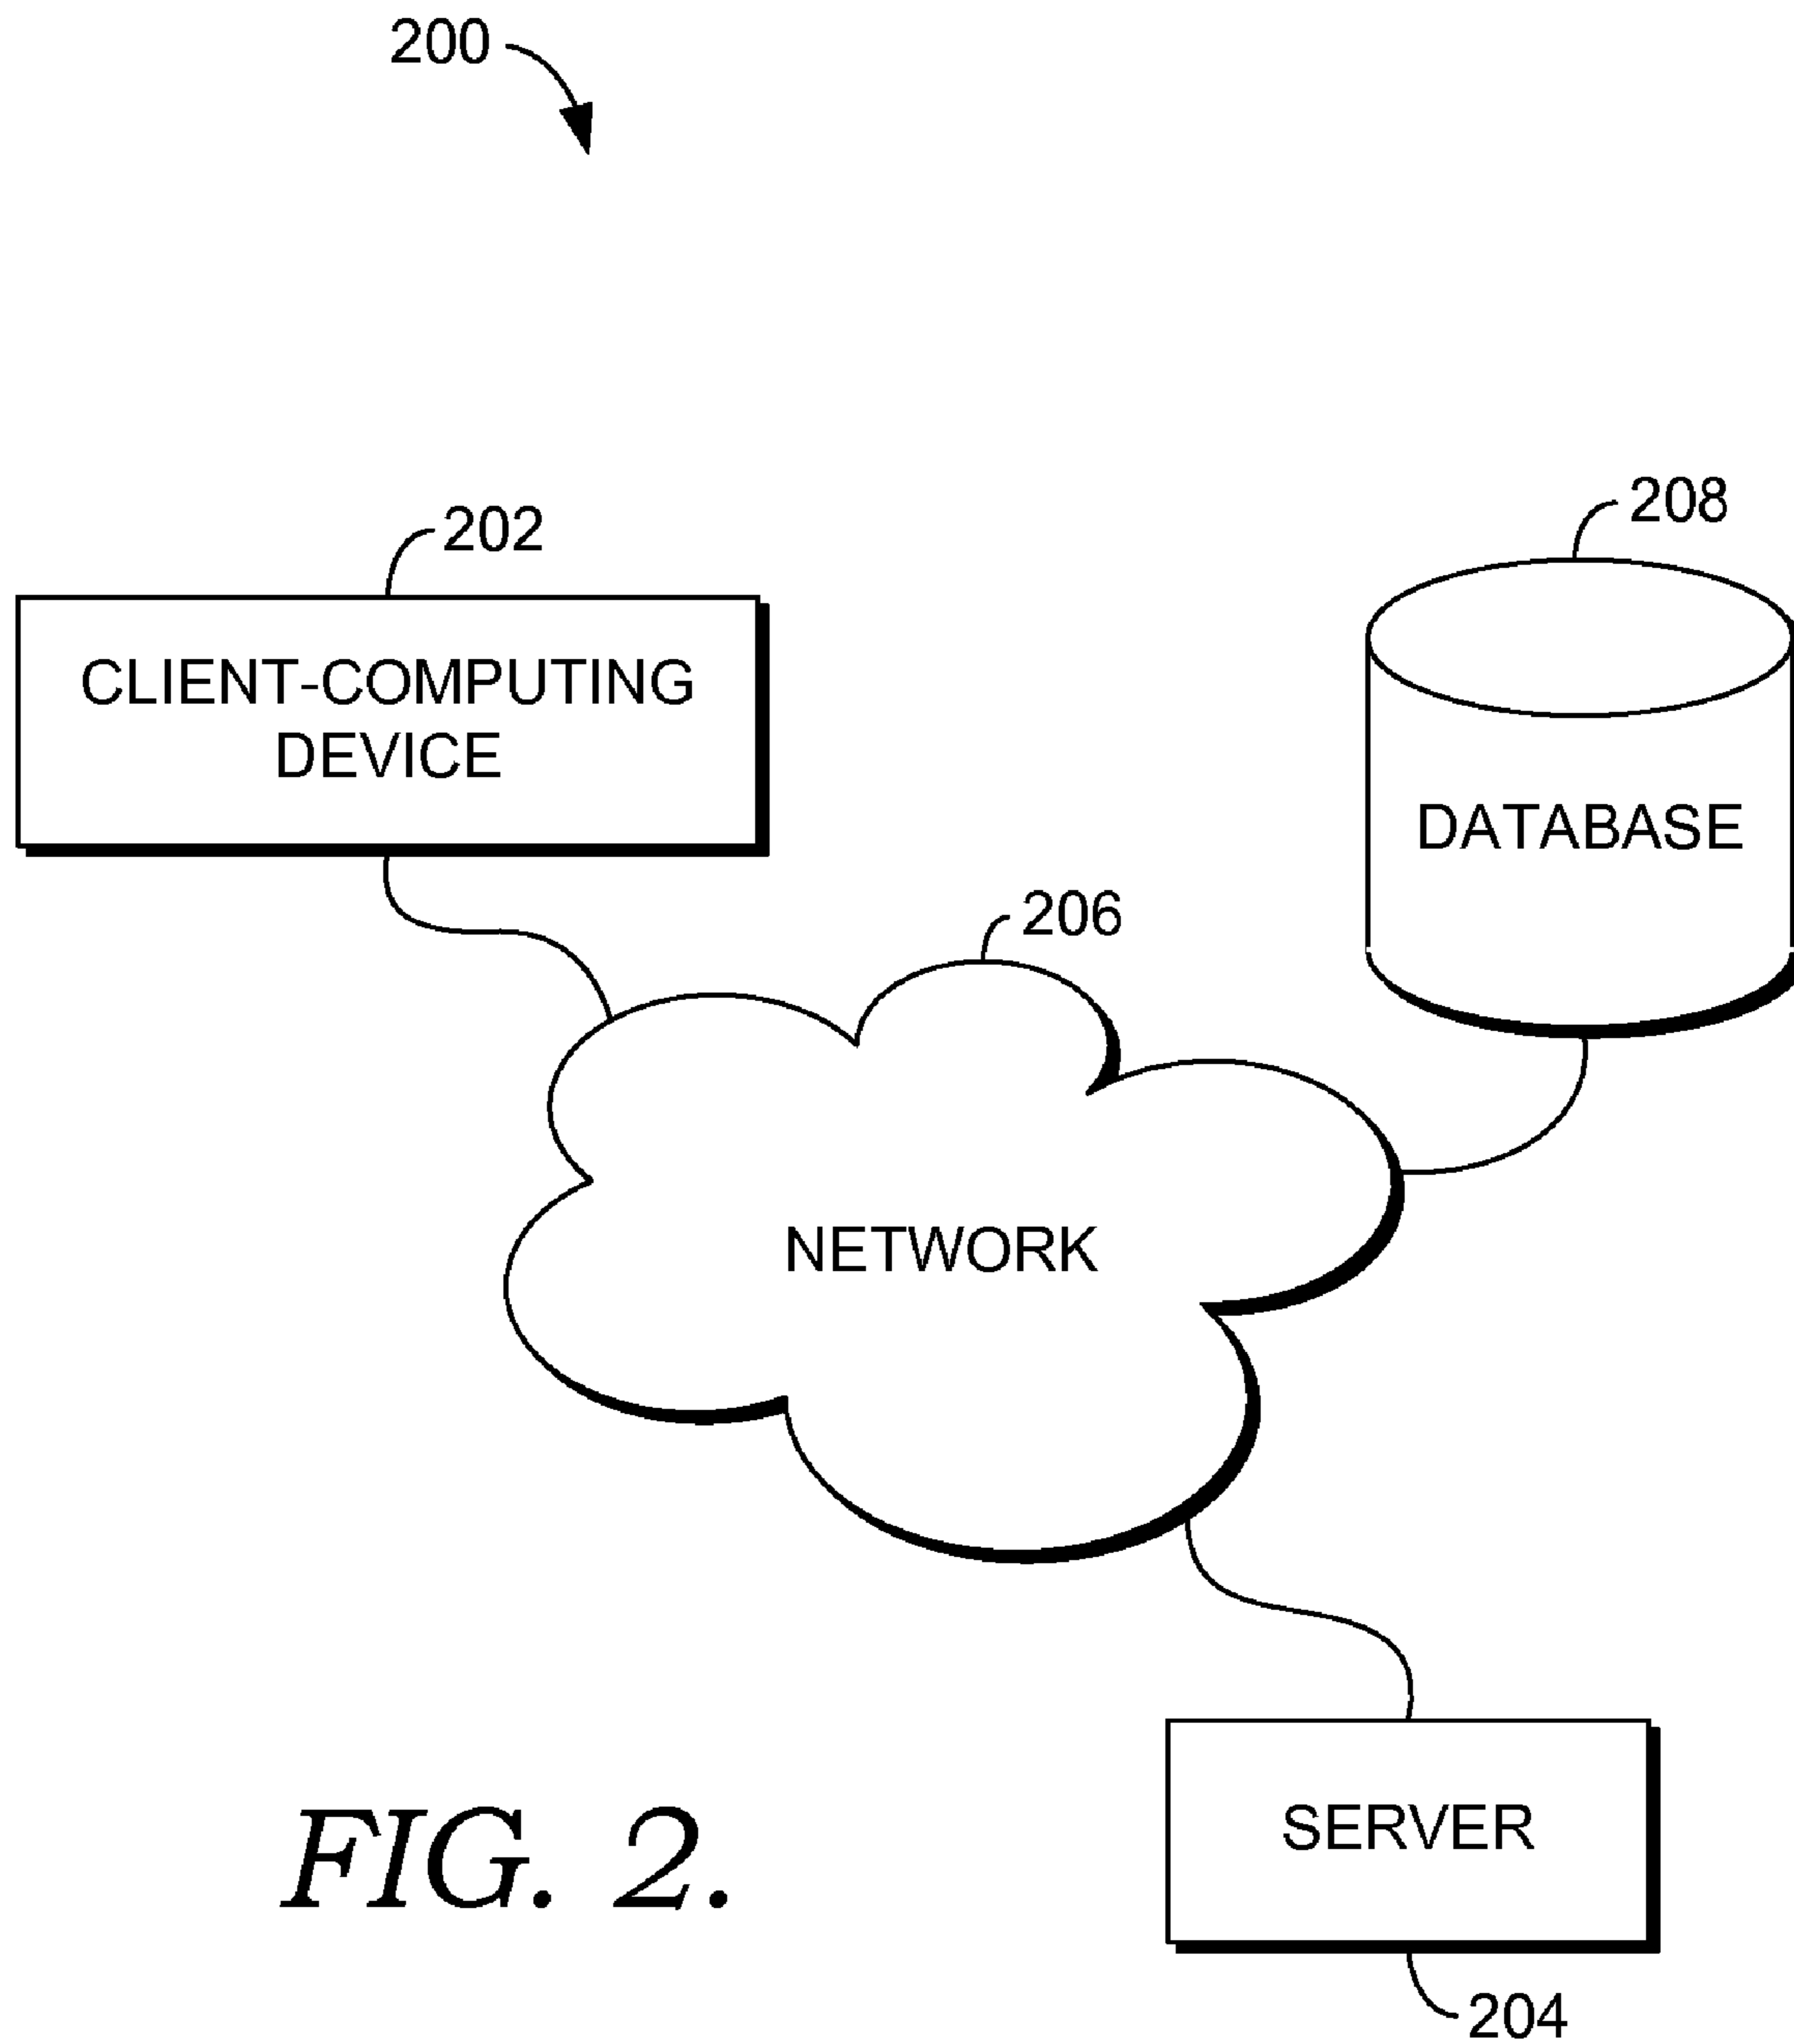 200
202
208
CLIENT-COMPUTING
DEVICE
DATABASE
206
NETWORK
SERVER
FIG. 2.
204